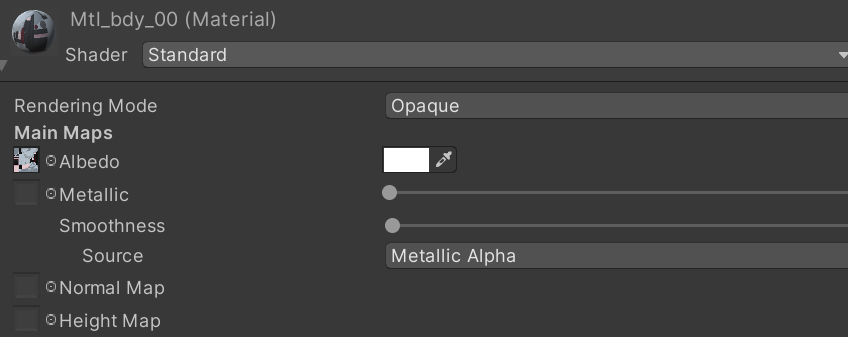 Mtl_bdy_00 (Material)
Shader Standard
Rendering Mode Opaque
Main Maps
Albedo
Metallic
Smoothness
Source Metallic Alpha
Normal Map
Height Map